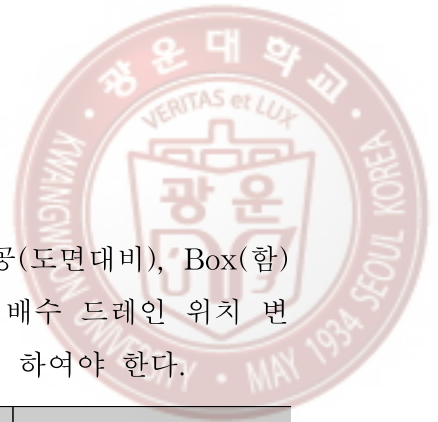 광운대학교
VERITAS et LUX
KWANGWOON UNIVERSITY • MAY 1934 SEOUL KOREA
광운
공(도면대비), Box(함)
배수 드레인 위치 변
하여야 한다.